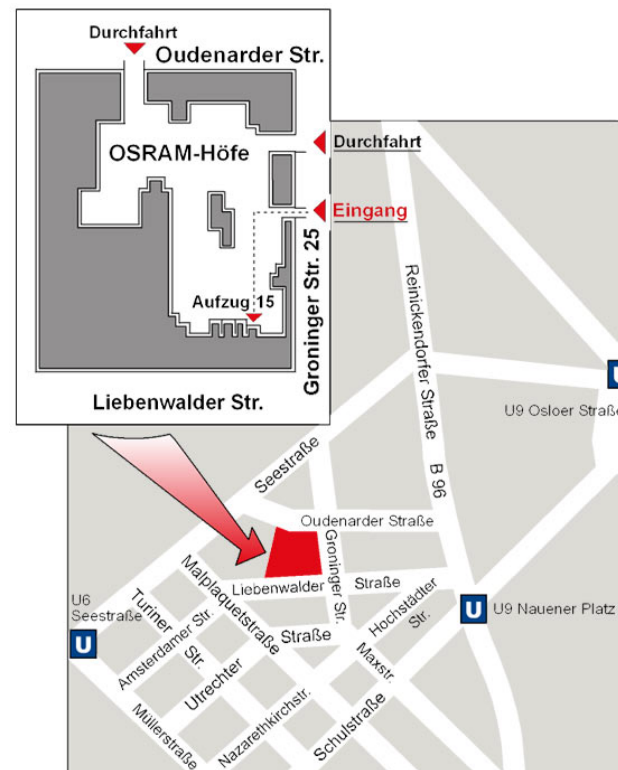 Durchfahrt
Oudenarder Str.
OSRAM-Höfe
Durchfahrt
Eingang
Groninger Str. 25
Aufzug 15
Liebenwalder Str.
Reinickendorfer Straße
B 96
U
U9 Osloer Straße
Seestraße
Oudenarder Straße
Groninger Str.
Malplaquetstraße
Liebenwalder
Straße
Hochstädter
Str.
U6
Seestraße
U
Turiner
Str.
Amsterdamer Str.
Utrechter
Straße
Maxstr.
U
U9 Nauener Platz
Müllerstraße
Nazarethkirchstr.
Schulstraße